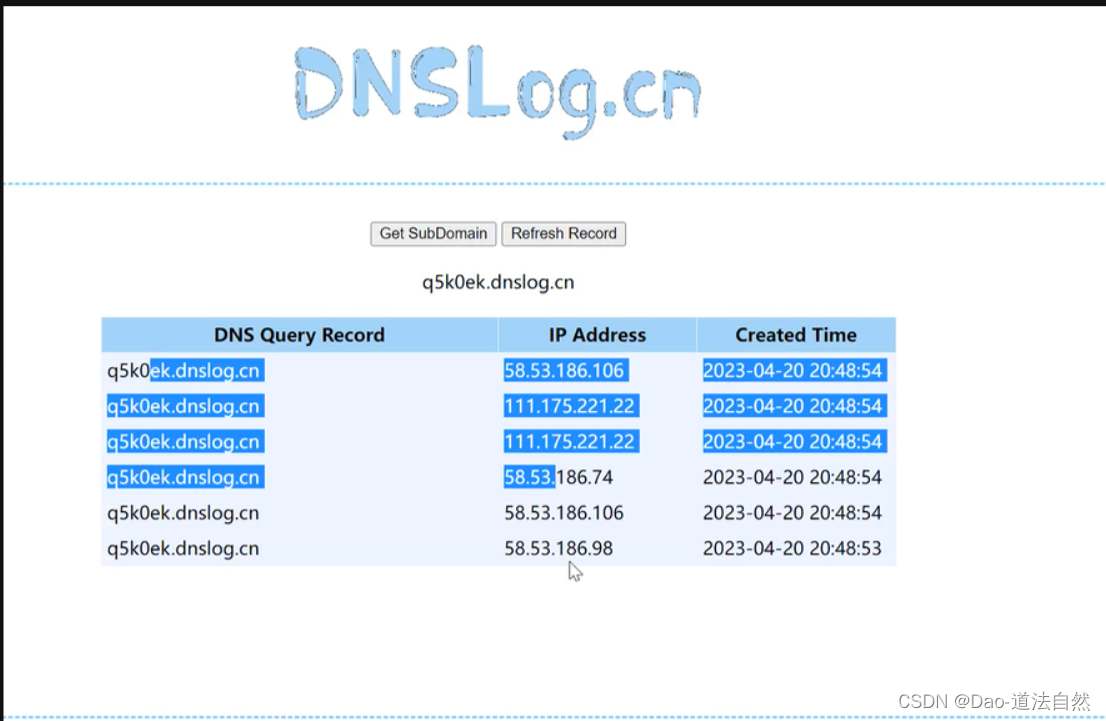 DNSLog.cn
Get SubDomain Refresh Record
q5k0ek.dnslog.cn
DNS Query Record IP Address Created Time
q5k0ek.dnslog.cn 58.53.186.106 2023-04-20 20:48:54
q5k0ek.dnslog.cn 111.175.221.22 2023-04-20 20:48:54
q5k0ek.dnslog.cn 111.175.221.22 2023-04-20 20:48:54
q5k0ek.dnslog.cn 58.53.186.74 2023-04-20 20:48:54
q5k0ek.dnslog.cn 58.53.186.106 2023-04-20 20:48:54
q5k0ek.dnslog.cn 58.53.186.98 2023-04-20 20:48:53
CSDN @Dao-道法自然